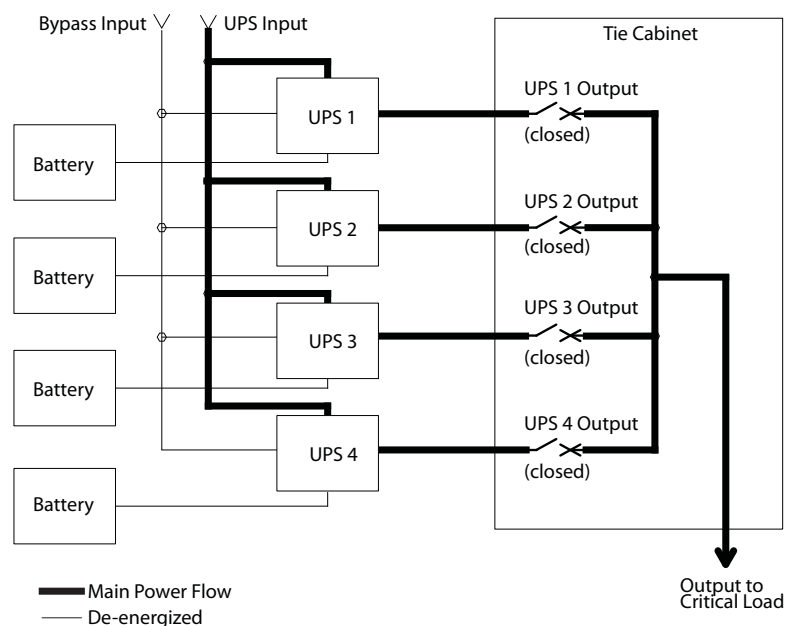 Bypass Input
UPS Input
Tie Cabinet
UPS 1
UPS 1 Output
(closed)
Battery
UPS 2
UPS 2 Output
(closed)
Battery
UPS 3
UPS 3 Output
(closed)
Battery
UPS 4
UPS 4 Output
(closed)
Battery
Main Power Flow
De-energized
Output to
Critical Load